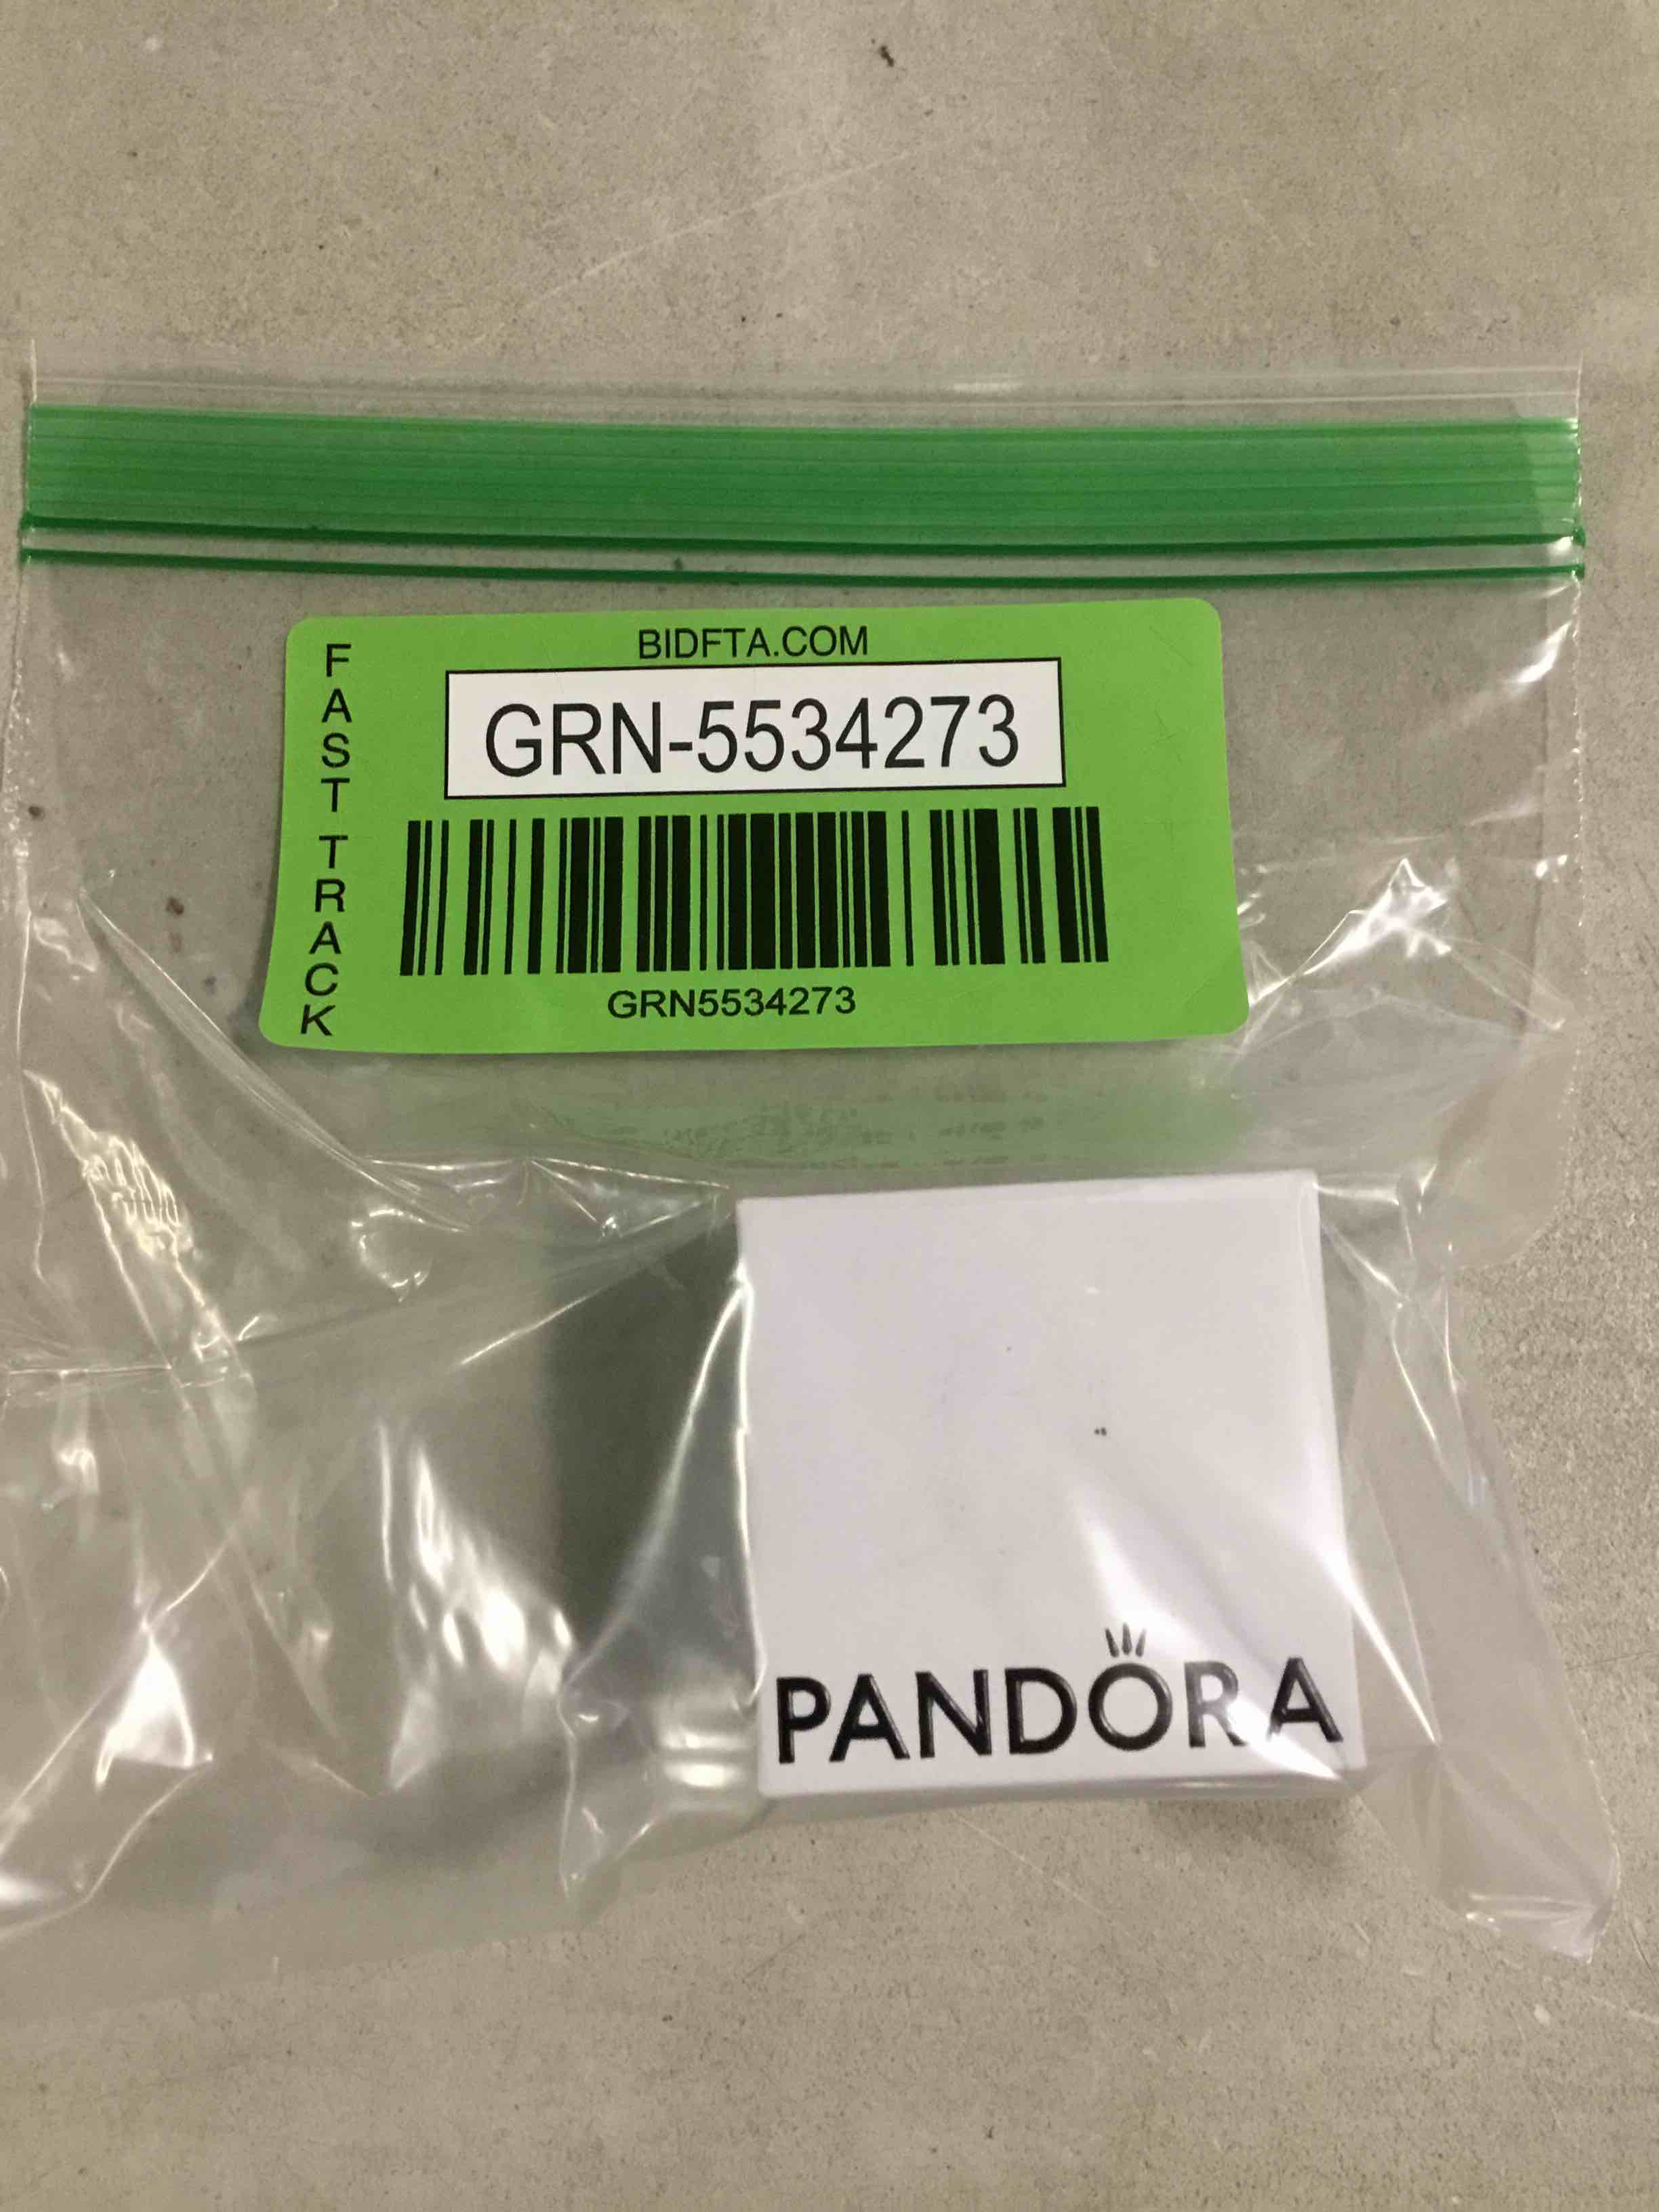 BIDFTA.COM
FAST TRACK
GRN-5534273
GRN5534273
PANDORA